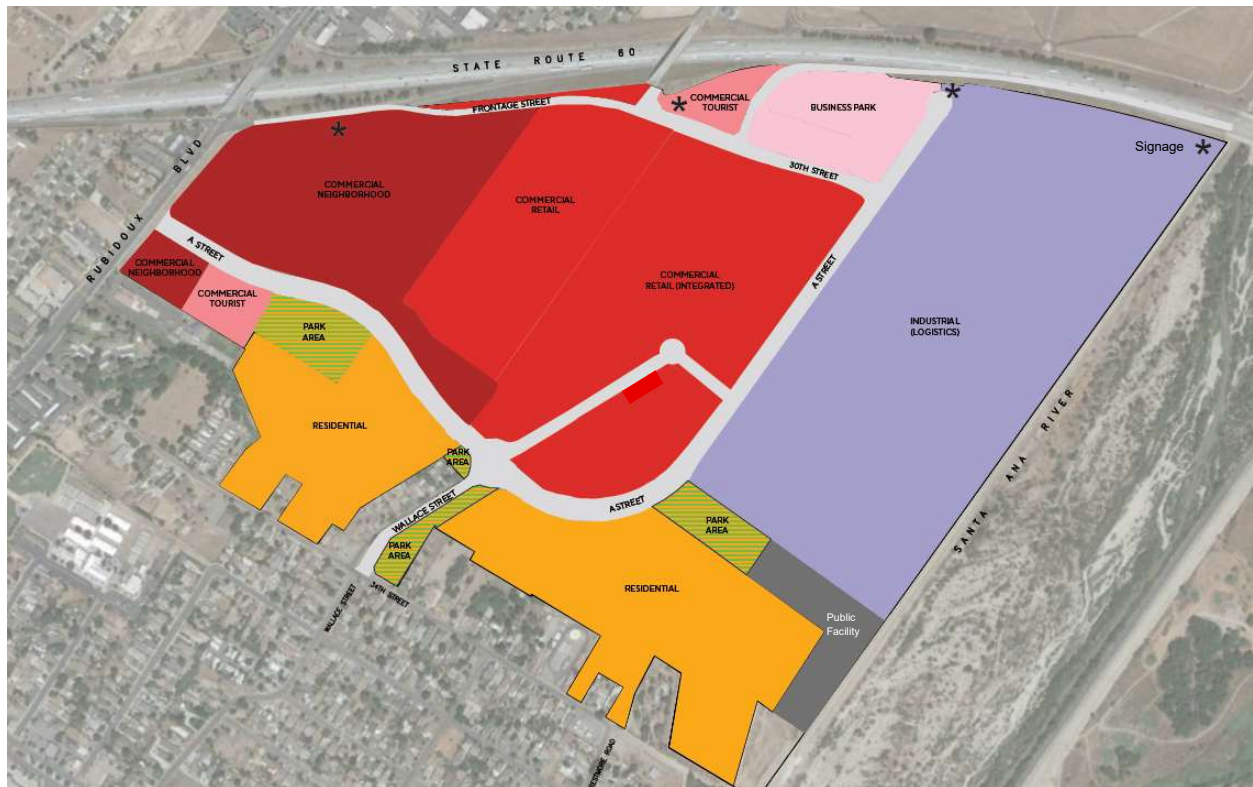 STATE ROUTE 60
FRONTAGE STREET
COMMERCIAL
TOURIST
BUSINESS PARK
Signage
RUBIDOUX BLVD
COMMERCIAL
NEIGHBORHOOD
COMMERCIAL
RETAIL
30TH STREET
A STREET
COMMERCIAL
NEIGHBORHOOD
COMMERCIAL
TOURIST
COMMERCIAL
RETAIL (INTEGRATED)
A STREET
INDUSTRIAL
(LOGISTICS)
PARK
AREA
RESIDENTIAL
SANTA ANA RIVER
PARK
AREA
WALLACE STREET
A STREET
PARK
AREA
PARK
AREA
34TH STREET
WALLACE STREET
RESIDENTIAL
Public
Facility
ROAD